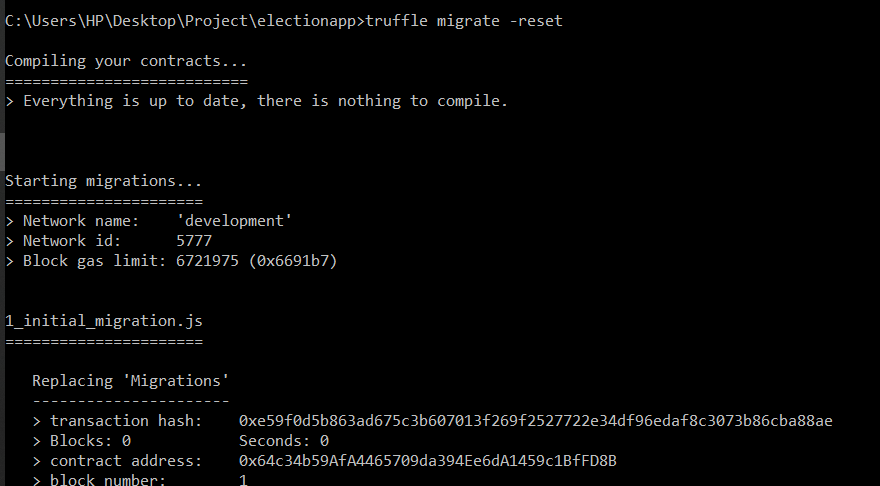 C:\Users\HP\Desktop\Project\electionapp>truffle migrate -reset
Compiling your contracts...
===========================
> Everything is up to date, there is nothing to compile.
Starting migrations...
======================
> Network name:    'development'
> Network id:      5777
> Block gas limit: 6721975 (0x6691b7)
1_initial_migration.js
======================
   Replacing 'Migrations'
   ----------------------
   > transaction hash:    0xe59f0d5b863ad675c3b607013f269f2527722e34df96edaf8c3073b86cba88ae
   > Blocks: 0            Seconds: 0
   > contract address:    0x64c34b59AfA4465709da394Ee6dA1459c1BfFD8B
   > block number:        1